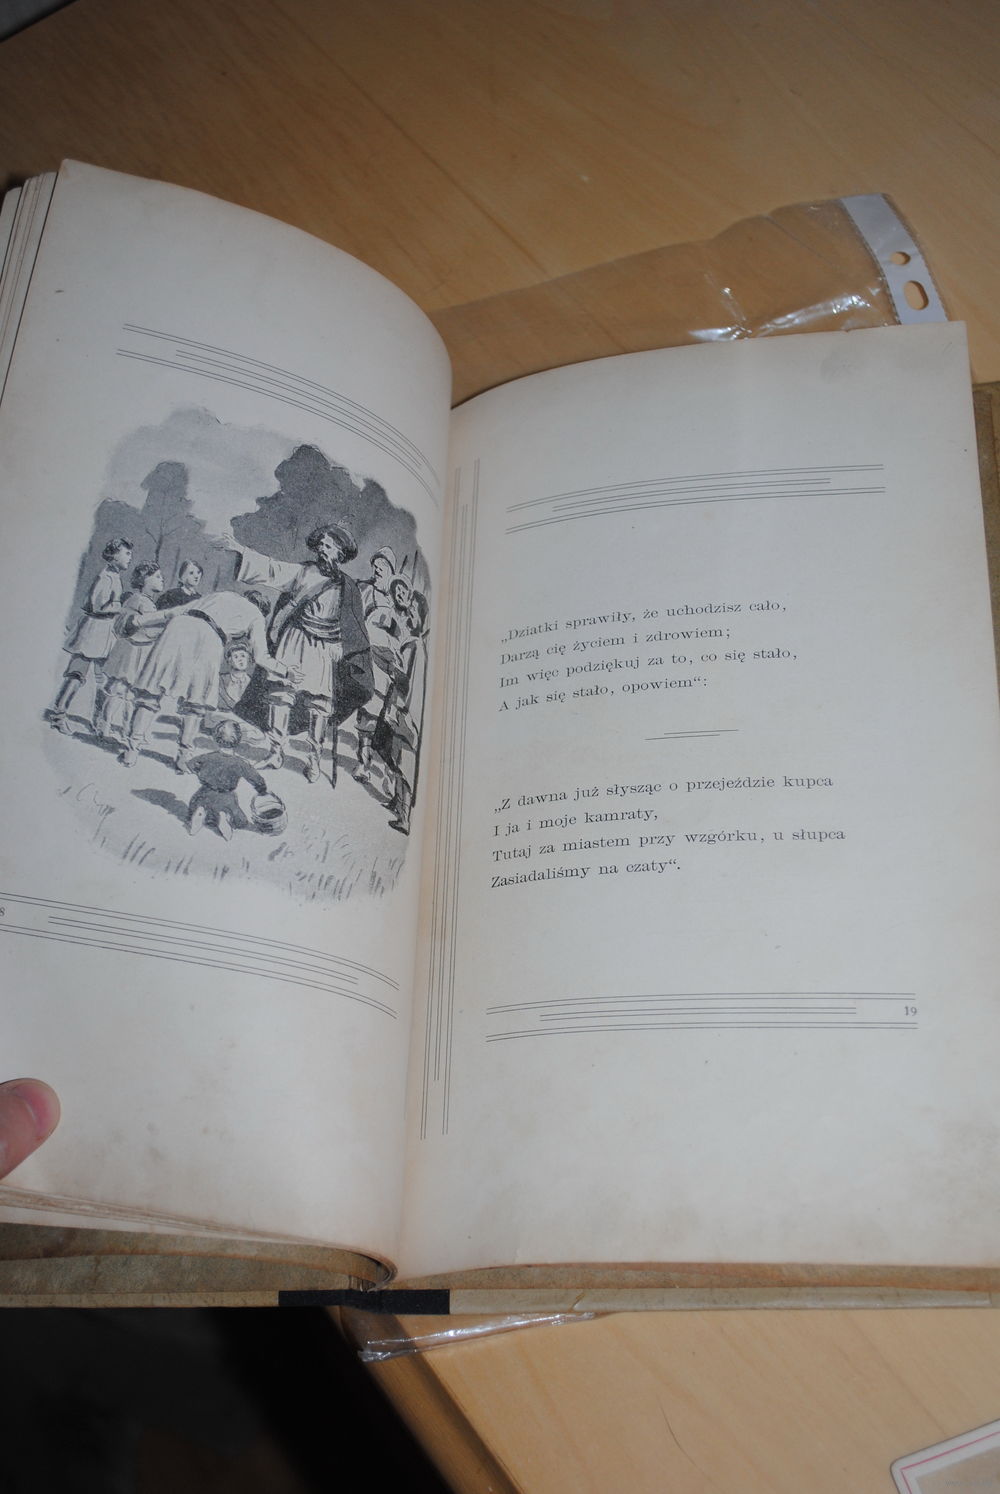 8
„Dziatki sprawiły, że uchodzisz cało,
Darzą cię życiem i zdrowiem;
Im więc podziękuj za to, co się stało,
A jak się stało, opowiem“:
„Z dawna już słysząc o przejeździe kupca
I ja i moje kamraty,
Tutaj za miastem przy wzgórku, u słupca
Zasiadaliśmy na czaty“.
19